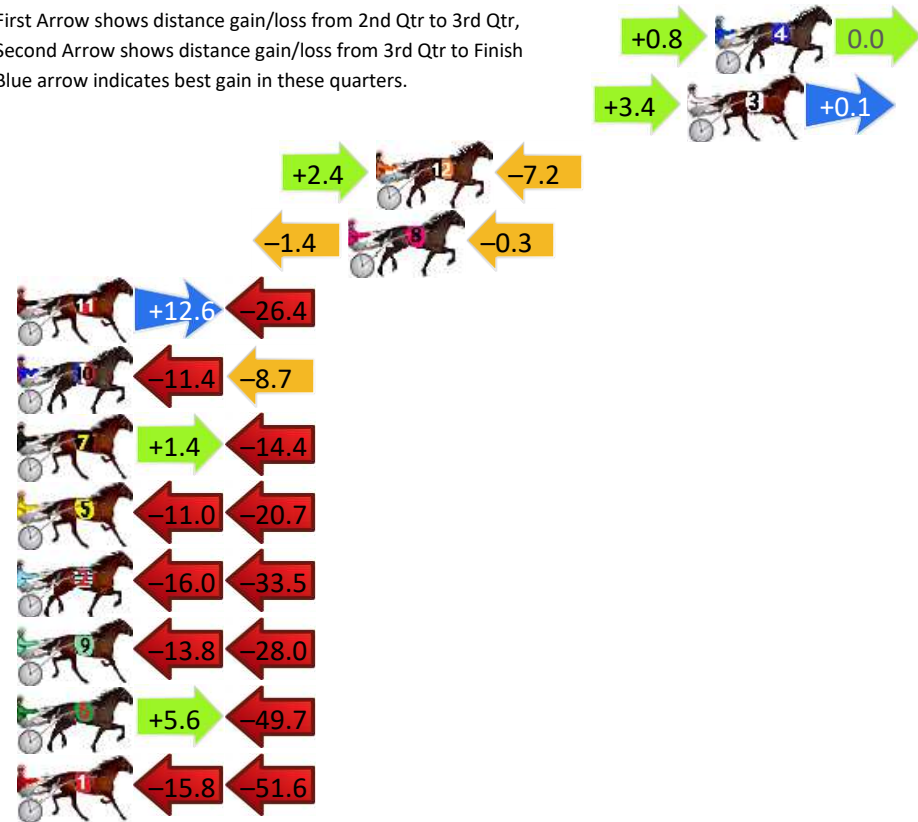 First Arrow shows distance gain/loss from 2nd Qtr to 3rd Qtr,
Second Arrow shows distance gain/loss from 3rd Qtr to Finish
Blue arrow indicates best gain in these quarters.
+0.8 4 0.0
+3.4 3 +0.1
+2.4 12 –7.2
–1.4 8 –0.3
11 +12.6 –26.4
10 –11.4 –8.7
7 +1.4 –14.4
5 –11.0 –20.7
–16.0 –33.5
9 –13.8 –28.0
6 +5.6 –49.7
1 –15.8 –51.6